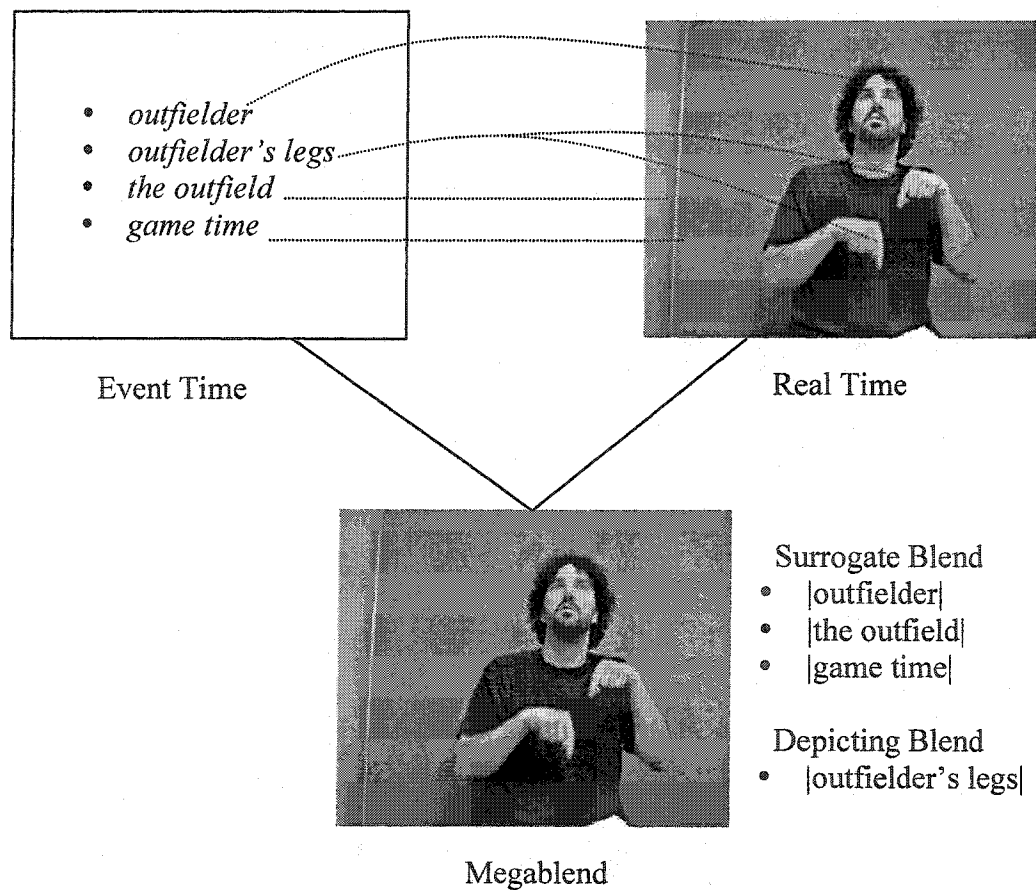 • outfielder
• outfielder's legs
• the outfield
• game time
Event Time
Real Time
Surrogate Blend
• |outfielder|
• |the outfield|
• |game time|
Depicting Blend
• |outfielder's legs|
Megablend